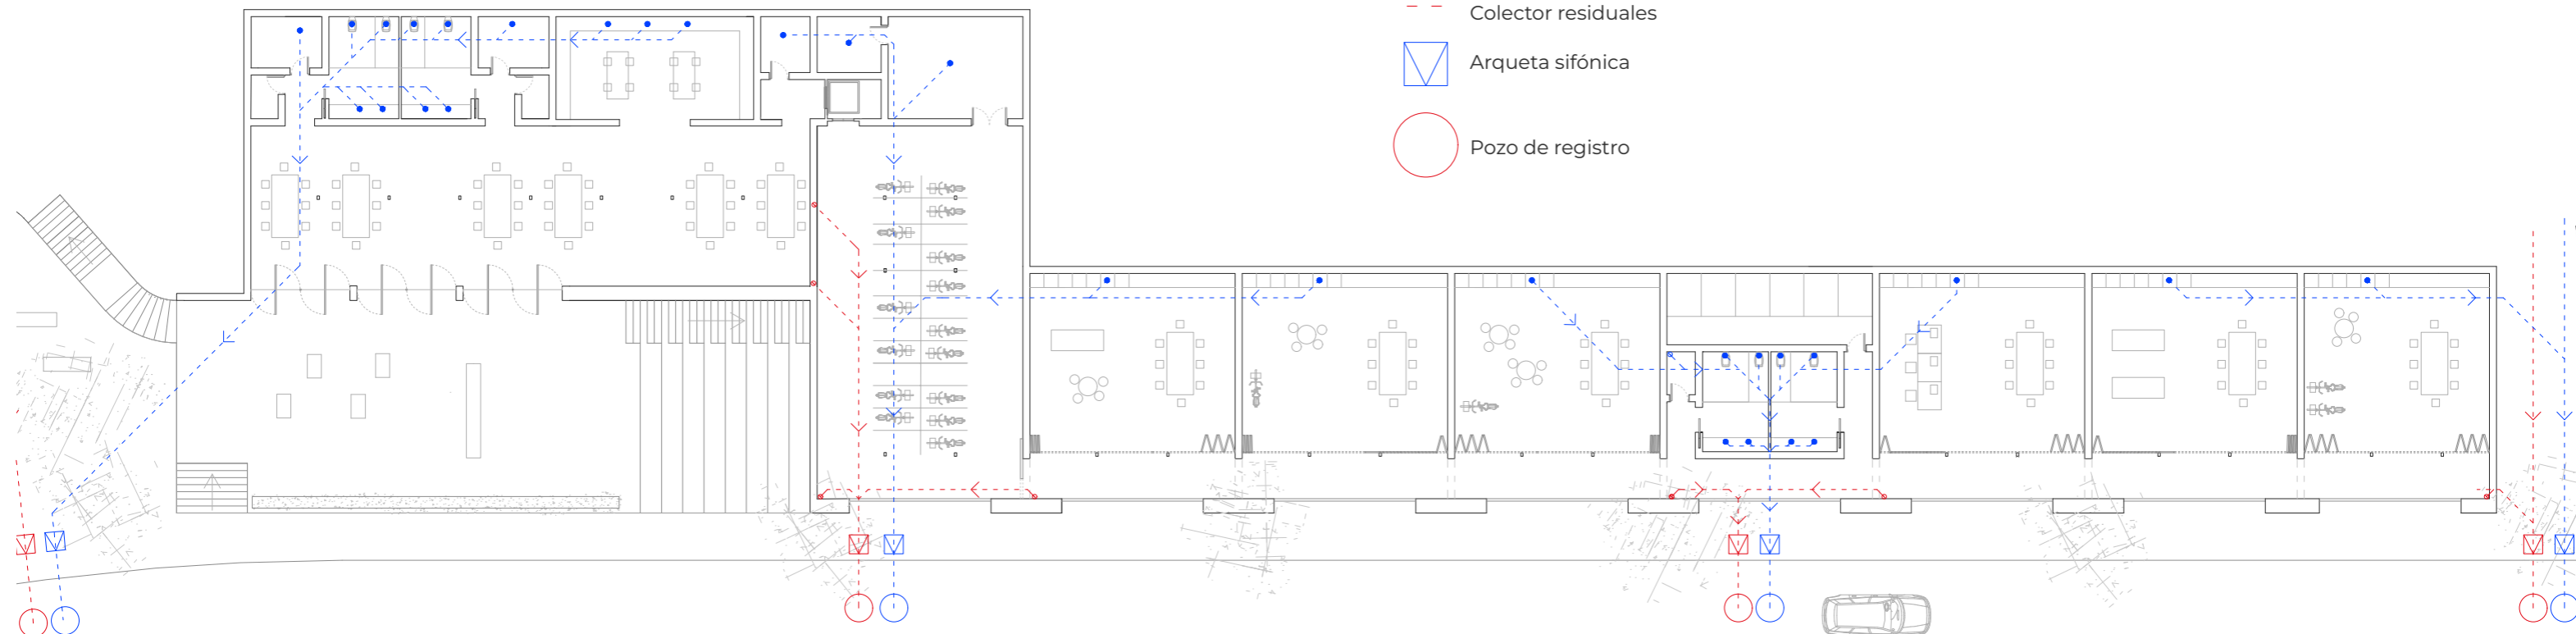 Colector residuales
Arqueta sifónica
Pozo de registro